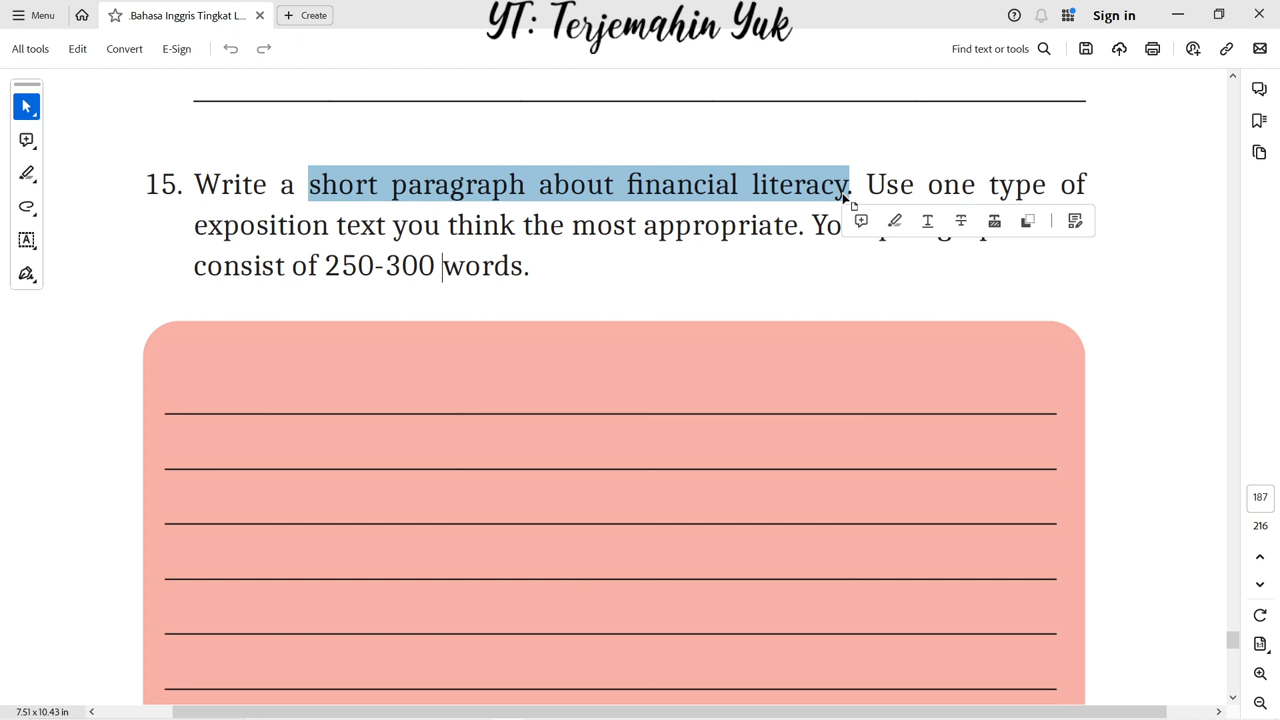 YT: Terjemahin Yuk
Menu
.Bahasa Inggris Tingkat L...
Create
Sign in
All tools
Edit
Convert
E-Sign
Find text or tools
15. Write a short paragraph about financial literacy. Use one type of
exposition text you think the most appropriate.
consist of 250-300 words.
187
216
7.51 x 10.43 in